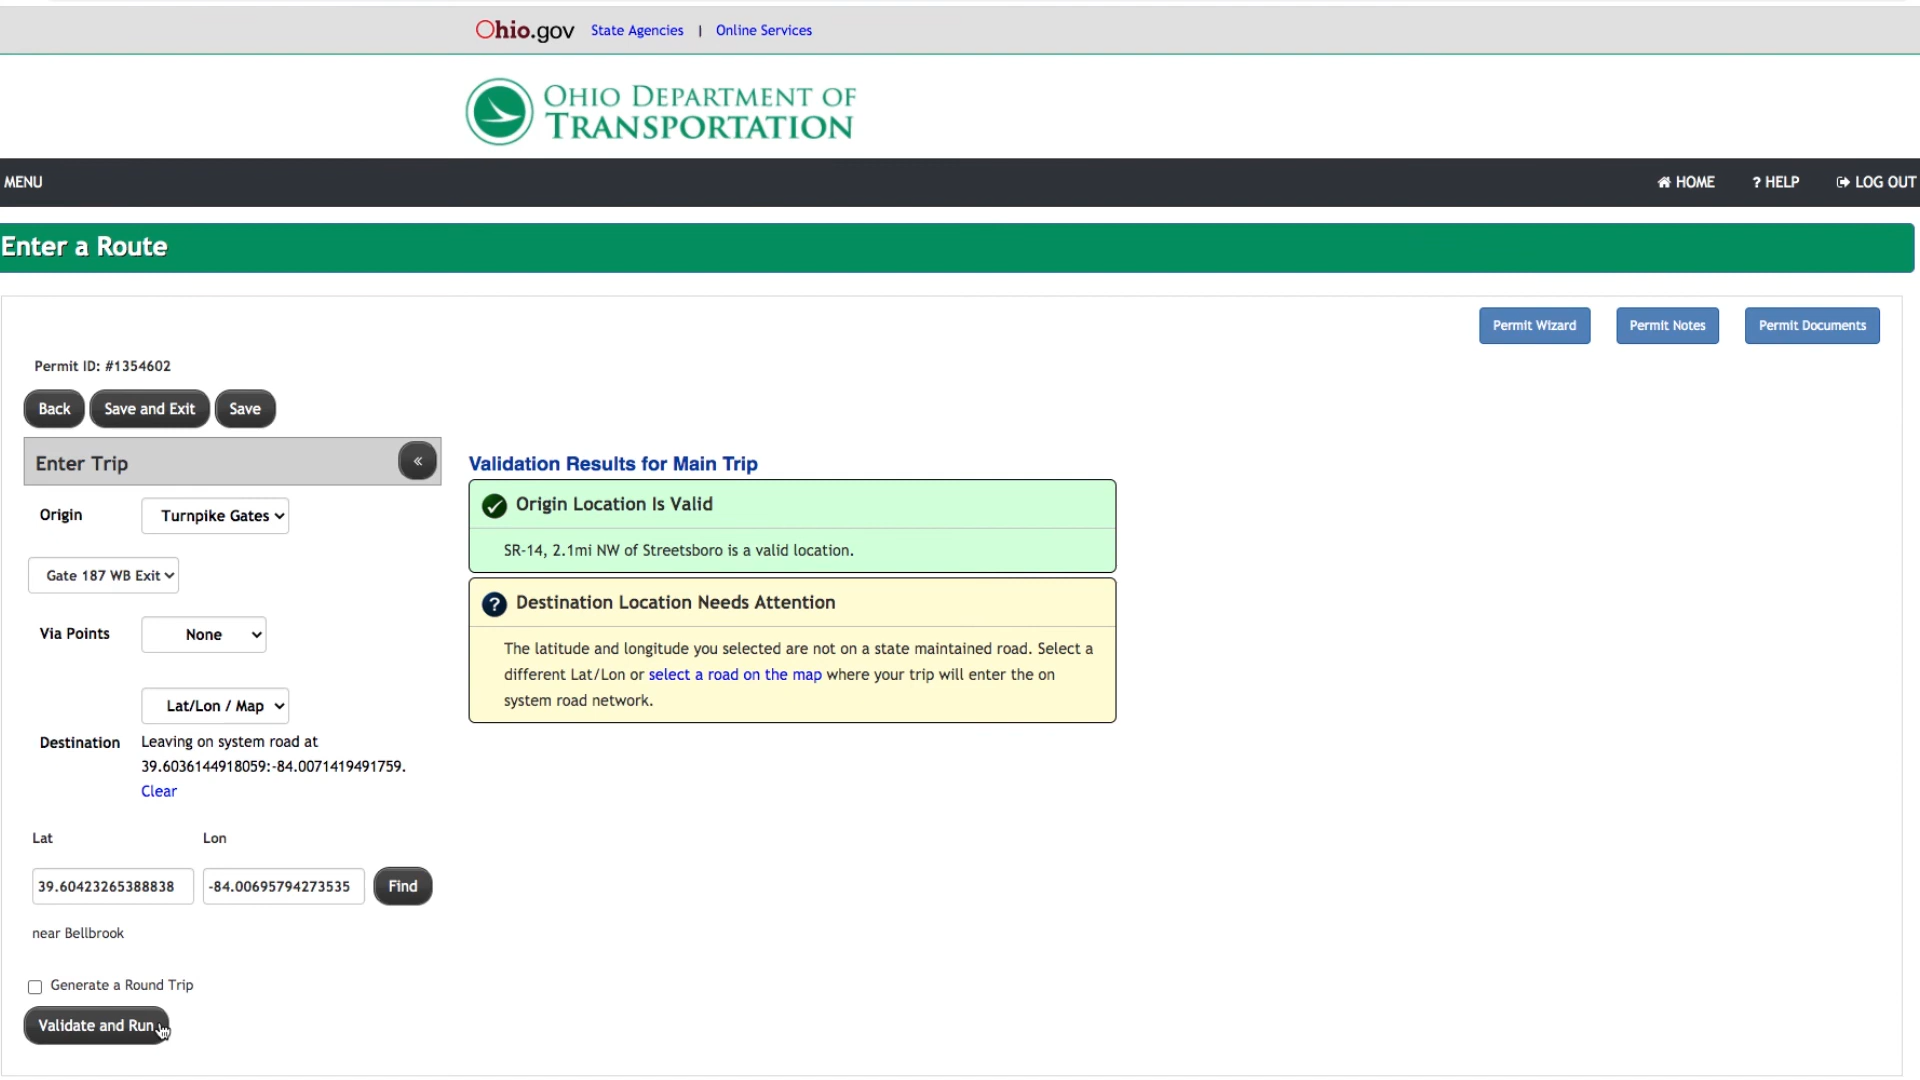 Ohio.gov State Agencies | Online Services
OHIO DEPARTMENT OF
TRANSPORTATION
MENU HOME ? HELP LOG OUT
Enter a Route
Permit Wizard Permit Notes Permit Documents
Permit ID: #1354602
Back Save and Exit Save
Enter Trip «
Origin Turnpike Gates
Gate 187 WB Exit
Via Points None
Lat/Lon / Map
Destination Leaving on system road at
39.6036144918059:-84.0071419491759.
Clear
Lat Lon
39.60423265388838 -84.00695794273535 Find
near Bellbrook
Generate a Round Trip
Validate and Run
Validation Results for Main Trip
Origin Location Is Valid
SR-14, 2.1mi NW of Streetsboro is a valid location.
? Destination Location Needs Attention
The latitude and longitude you selected are not on a state maintained road. Select a
different Lat/Lon or select a road on the map where your trip will enter the on
system road network.